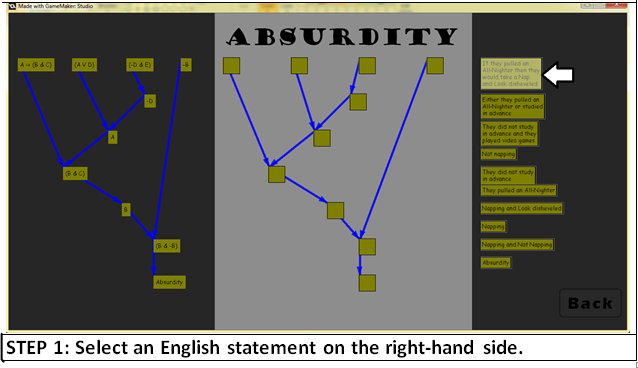 Made with GameMaker: Studio
ABSURDITY
A -> (B & C)
(A V D)
(-D & E)
-B
-D
A
(B & C)
B
(B & -B)
Absurdity
If they pulled an
All-Nighter then they
would take a Nap
and Look disheveled
Either they pulled an
All-Nighter or studied
in advance
They did not study
in advance and they
played video games
Not napping
They did not study
in advance
They pulled an All-Nighter
Napping and Look disheveled
Napping
Napping and Not Napping
Absurdity
Back
STEP 1: Select an English statement on the right-hand side.